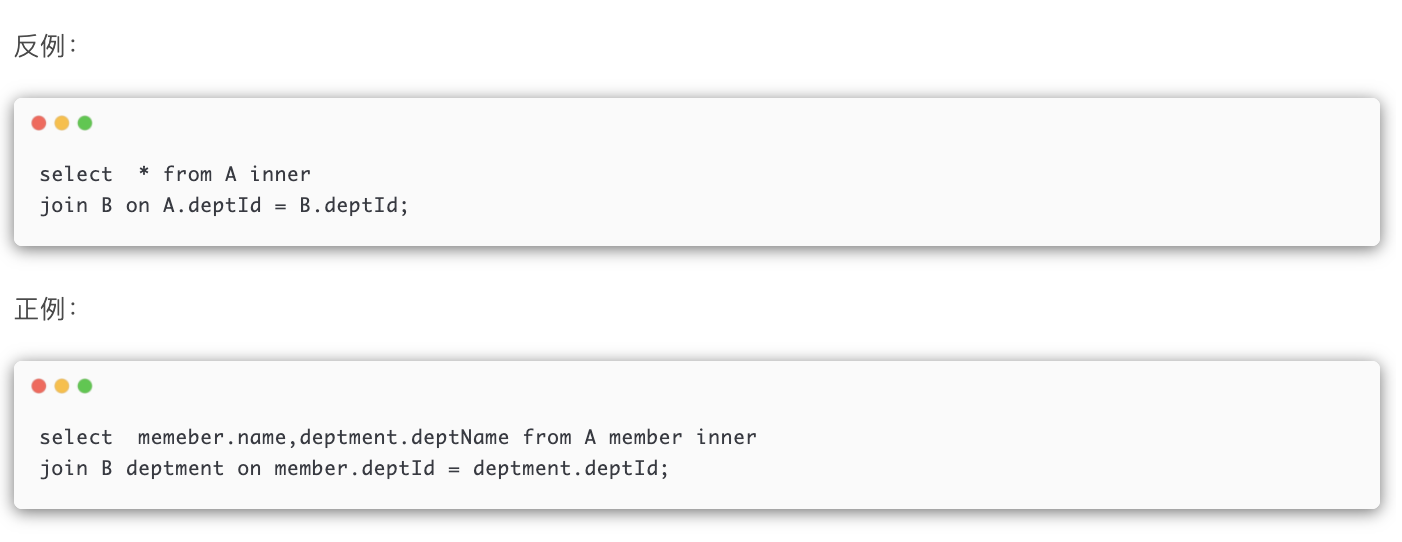 反例：
select  * from A inner
join B on A.deptId = B.deptId;
正例：
select  memeber.name,deptment.deptName from A member inner
join B deptment on member.deptId = deptment.deptId;